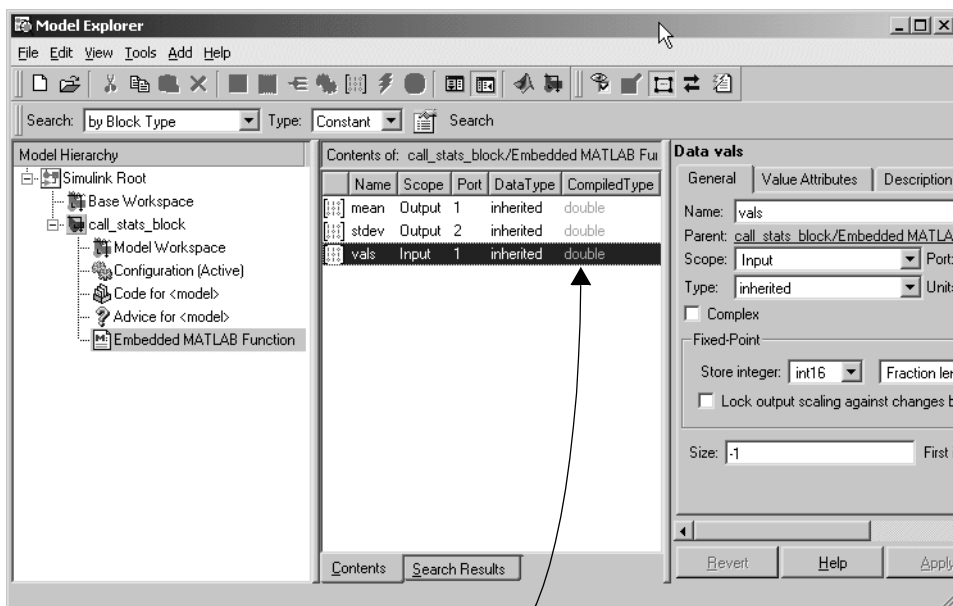 Model Explorer
File Edit View Tools Add Help
Search: by Block Type Type: Constant Search
Model Hierarchy
Simulink Root
Base Workspace
call_stats_block
Model Workspace
Configuration (Active)
Code for <model>
Advice for <model>
Embedded MATLAB Function
Contents of: call_stats_block/Embedded MATLAB Fu
Name Scope Port DataType CompiledType
mean Output 1 inherited double
stdev Output 2 inherited double
vals Input 1 inherited double
Contents Search Results
Data vals
General Value Attributes Description
Name: vals
Parent: call_stats_block/Embedded MATLA
Scope: Input Port:
Type: inherited Units
Complex
Fixed-Point
Store integer: int16 Fraction len
Lock output scaling against changes b
Size: -1 First
Revert Help Apply